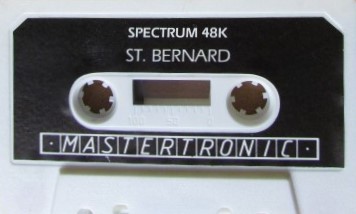 SPECTRUM 48K
ST. BERNARD
· MASTERTRONIC ·